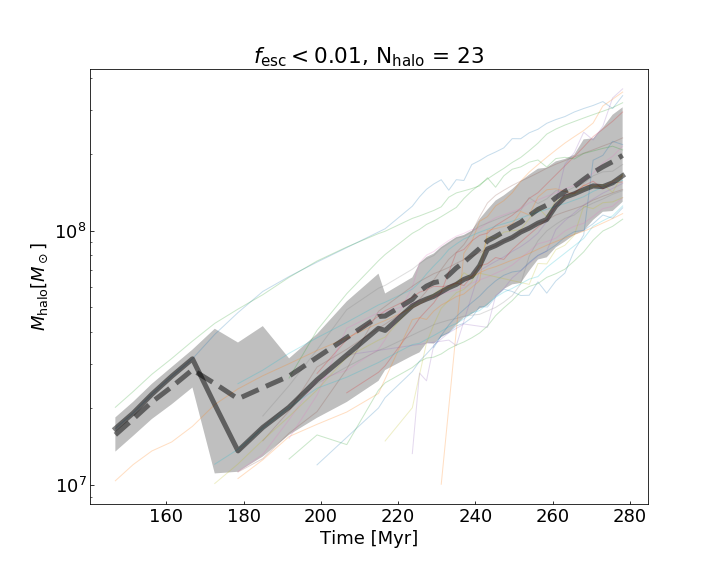 f_esc < 0.01, N_halo = 23
M_halo[M_⊙]
10^8
10^7
160 180 200 220 240 260 280
Time [Myr]